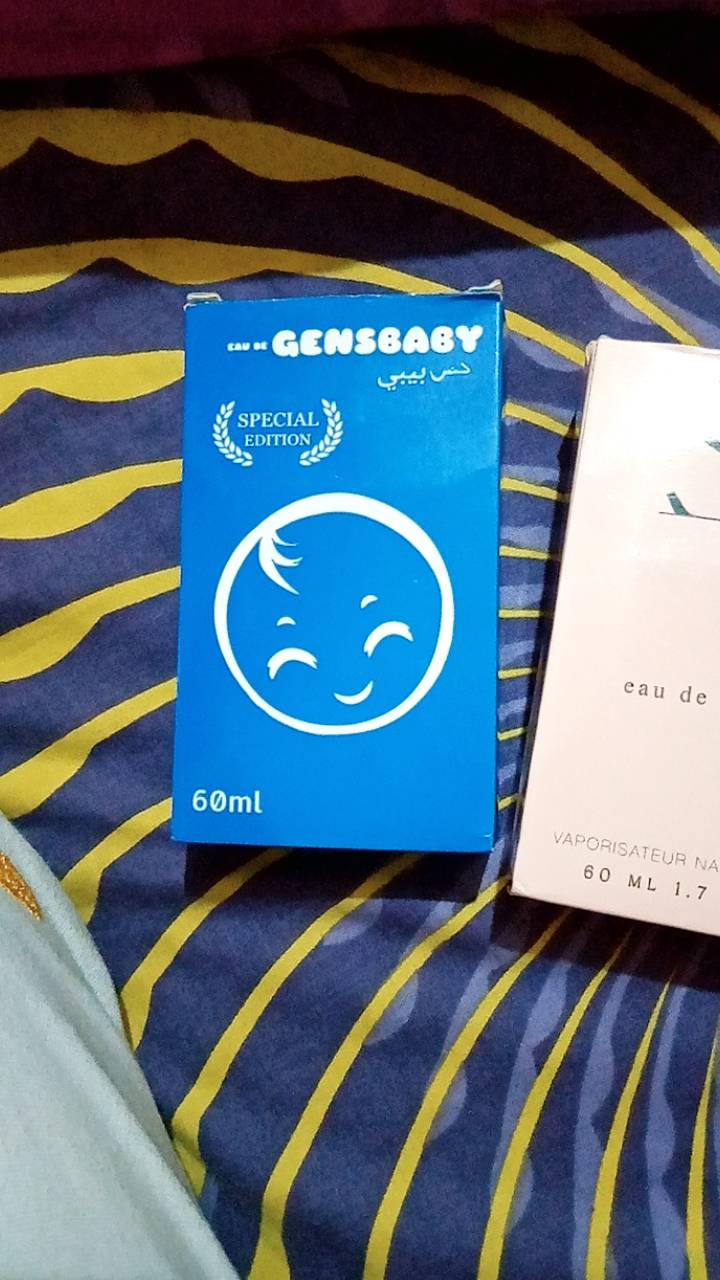 EAU DE GENSBABY
جنس بيبي
SPECIAL
EDITION
60ml
eau de
VAPORISATEUR NA
60 ML 1.7